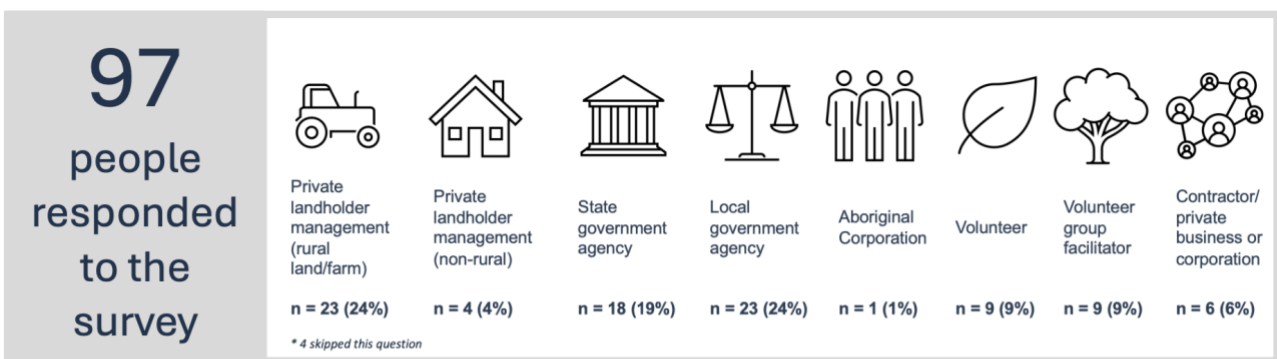 97
people
responded
to the
survey
Private
landholder
management
(rural
land/farm)
n = 23 (24%)
Private
landholder
management
(non-rural)
n = 4 (4%)
State
government
agency
n = 18 (19%)
Local
government
agency
n = 23 (24%)
Aboriginal
Corporation
n = 1 (1%)
Volunteer
n = 9 (9%)
Volunteer
group
facilitator
n = 9 (9%)
Contractor/
private
business or
corporation
n = 6 (6%)
* 4 skipped this question